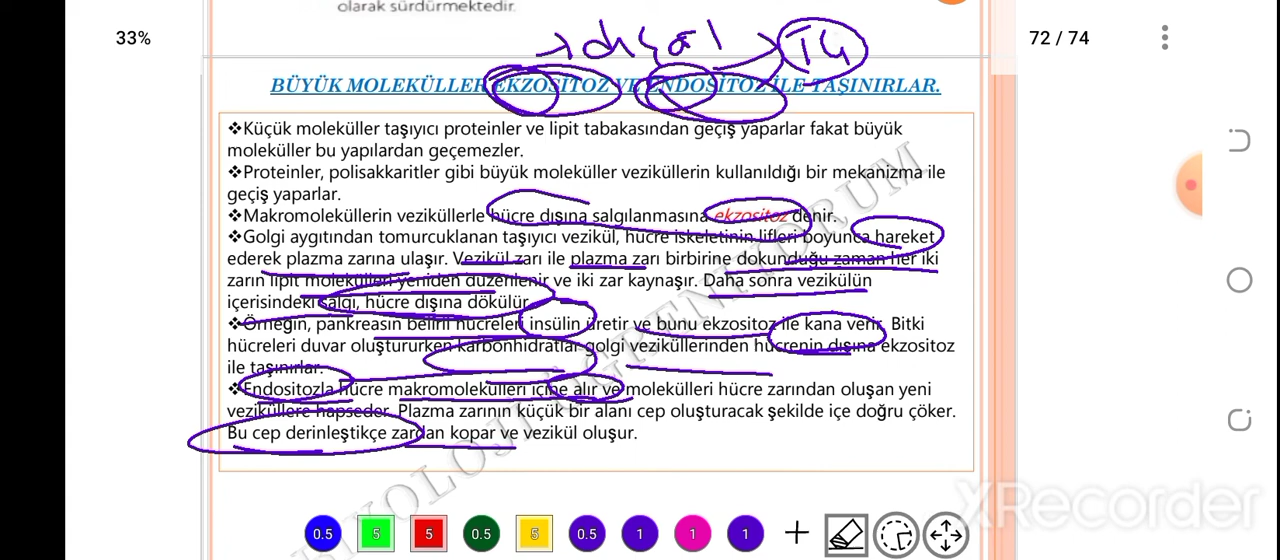 olarak sürdürmektedir.
33%
72 / 74
BÜYÜK MOLEKÜLLER EKZOSİTOZ VE ENDOSİTOZ İLE TAŞINIRLAR.
❖Küçük moleküller taşıyıcı proteinler ve lipit tabakasından geçiş yaparlar fakat büyük
moleküller bu yapılardan geçemezler.
❖Proteinler, polisakkaritler gibi büyük moleküller veziküllerin kullanıldığı bir mekanizma ile
geçiş yaparlar.
❖Makromoleküllerin veziküllerle hücre dışına salgılanmasına ekzositoz denir.
❖Golgi aygıtından tomurcuklanan taşıyıcı vezikül, hücre iskeletinin lifleri boyunca hareket
ederek plazma zarına ulaşır. Vezikül zarı ile plazma zarı birbirine dokunduğu zaman her iki
zarın lipit molekülleri yeniden düzenlenir ve iki zar kaynaşır. Daha sonra vezikülün
içerisindeki salgı, hücre dışına dökülür.
❖Örneğin, pankreasın belirli hücreleri insülin üretir ve bunu ekzositoz ile kana verir. Bitki
hücreleri duvar oluştururken karbonhidratlar golgi veziküllerinden hücrenin dışına ekzositoz
ile taşınırlar.
❖Endositozla hücre makromolekülleri içine alır ve molekülleri hücre zarından oluşan yeni
veziküllere hapseder. Plazma zarının küçük bir alanı cep oluşturacak şekilde içe doğru çöker.
Bu cep derinleştikçe zardan kopar ve vezikül oluşur.
XRecorder
0.5 5 5 0.5 5 0.5 1 1 1